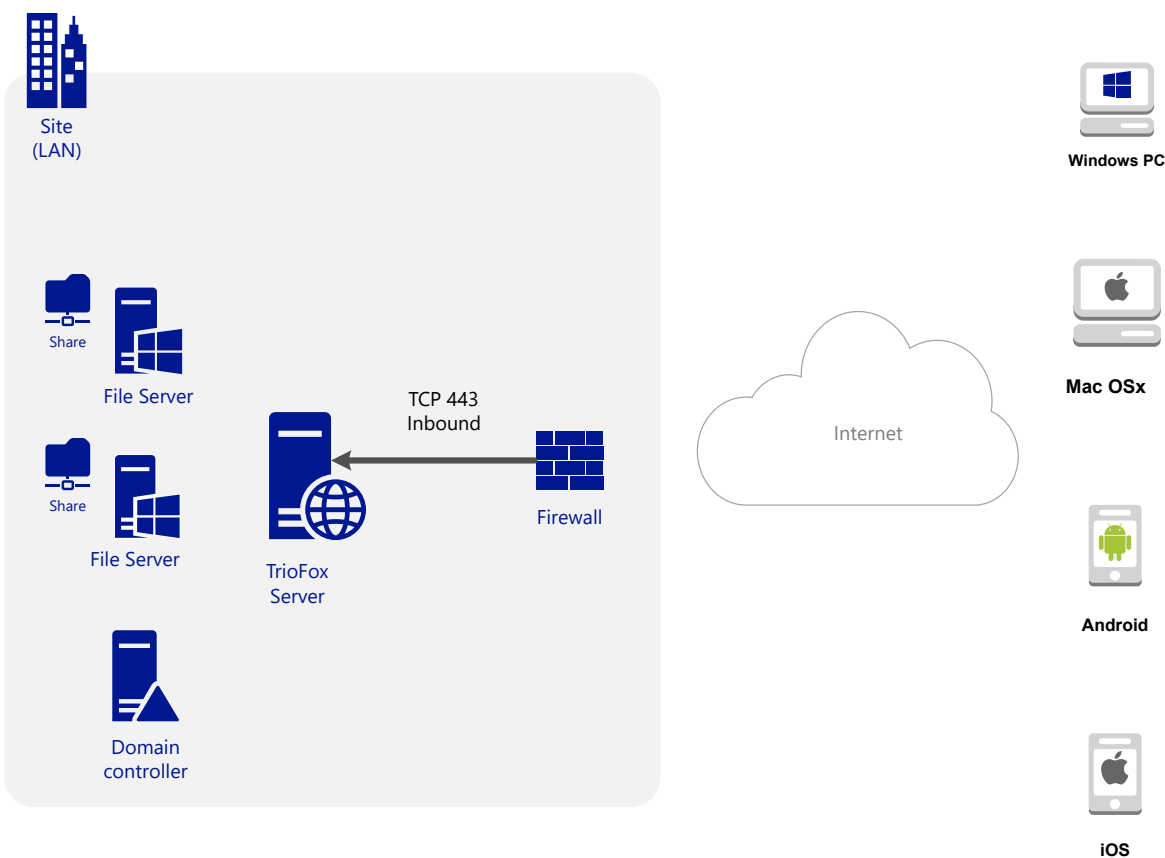 Site
(LAN)
Windows PC
Share
File Server
Mac OSx
TCP 443
Inbound
Internet
Share
Firewall
File Server
TrioFox
Server
Android
Domain
controller
iOS